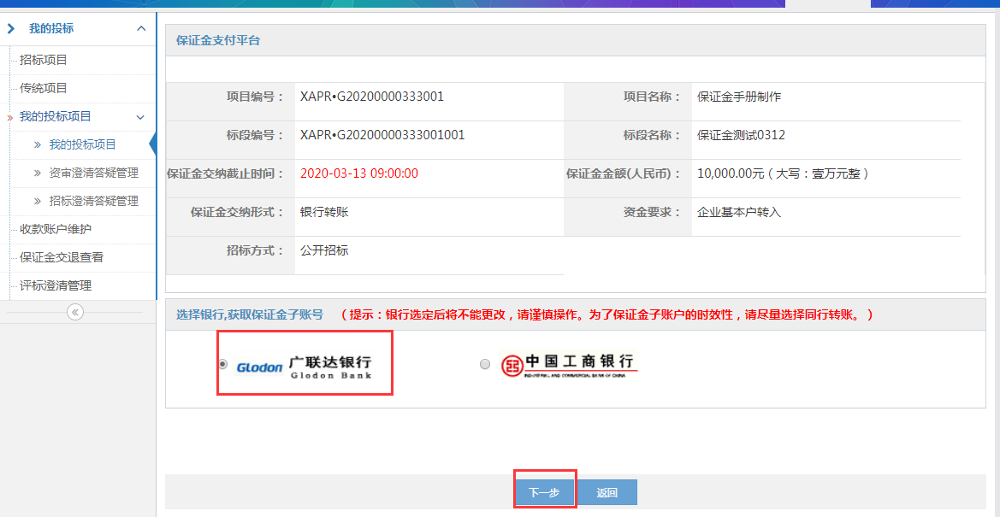 我的投标
招标项目
传统项目
我的投标项目
我的投标项目
资审澄清答疑管理
招标澄清答疑管理
收款账户维护
保证金交退查看
评标澄清管理
保证金支付平台
项目编号： XAPR•G20200000333001 项目名称： 保证金手册制作
标段编号： XAPR•G20200000333001001 标段名称： 保证金测试0312
保证金交纳截止时间： 2020-03-13 09:00:00 保证金金额(人民币)： 10,000.00元（大写：壹万元整）
保证金交纳形式： 银行转账 资金要求： 企业基本户转入
招标方式： 公开招标
选择银行,获取保证金子账号 （提示：银行选定后将不能更改，请谨慎操作。为了保证金子账户的时效性，请尽量选择同行转账。）
Glodon 广联达银行
Glodon Bank
中国工商银行
INDUSTRIAL AND COMMERCIAL BANK OF CHINA
下一步 返回